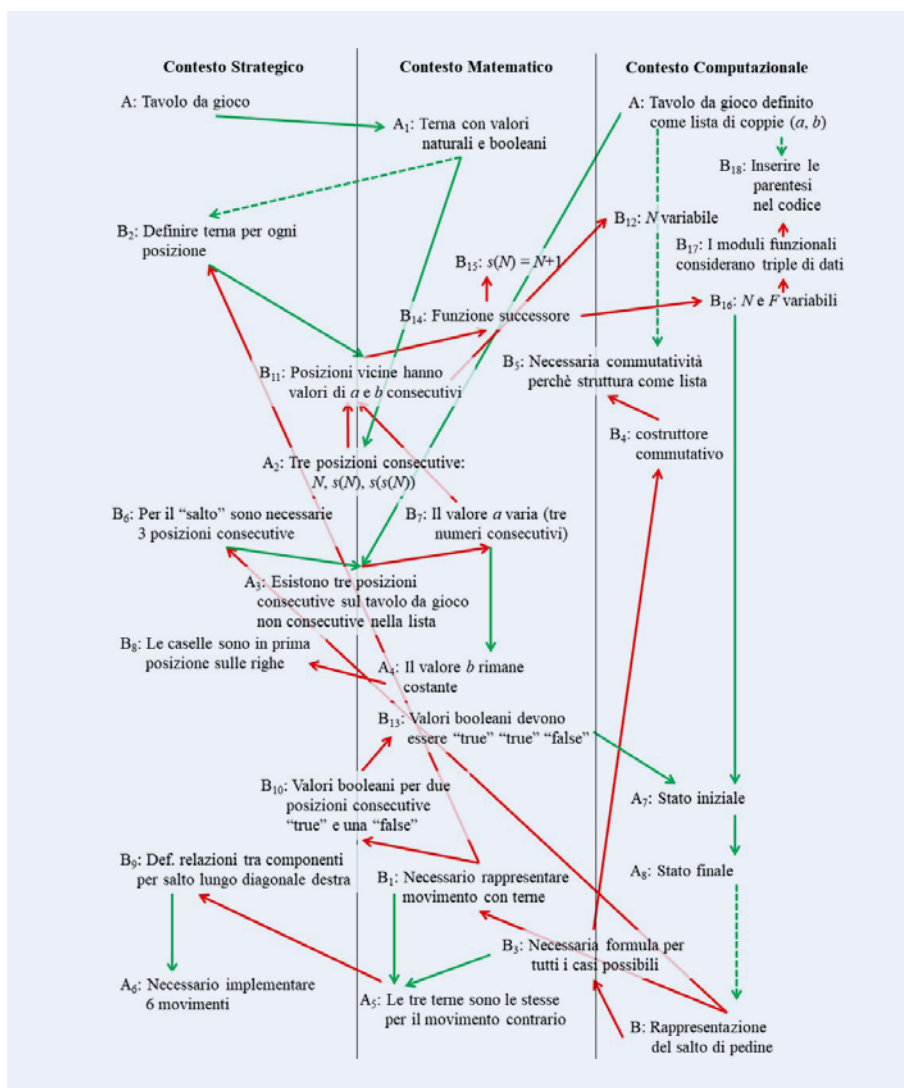 Contesto Strategico
Contesto Matematico
Contesto Computazionale
A: Tavolo da gioco
A: Tavolo da gioco definito
come lista di coppie (a, b)
A1: Terna con valori
naturali e booleani
B18: Inserire le
parentesi
nel codice
B2: Definire terna per ogni
posizione
B12: N variabile
B15: s(N) = N+1
B17: I moduli funzionali
considerano triple di dati
B14: Funzione successore
B16: N e F variabili
B11: Posizioni vicine hanno
valori di a e b consecutivi
B5: Necessaria commutatività
perchè struttura come lista
B4: costruttore
commutativo
A2: Tre posizioni consecutive:
N, s(N), s(s(N))
B6: Per il “salto” sono necessarie
3 posizioni consecutive
B7: Il valore a varia (tre
numeri consecutivi)
A3: Esistono tre posizioni
consecutive sul tavolo da gioco
non consecutive nella lista
B8: Le caselle sono in prima
posizione sulle righe
A4: Il valore b rimane
costante
B13: Valori booleani devono
essere “true” “true” “false”
B10: Valori booleani per due
posizioni consecutive
“true” e una “false”
A7: Stato iniziale
B9: Def. relazioni tra componenti
per salto lungo diagonale destra
B1: Necessario rappresentare
movimento con terne
A8: Stato finale
B3: Necessaria formula per
tutti i casi possibili
A6: Necessario implementare
6 movimenti
A5: Le tre terne sono le stesse
per il movimento contrario
B: Rappresentazione
del salto di pedine